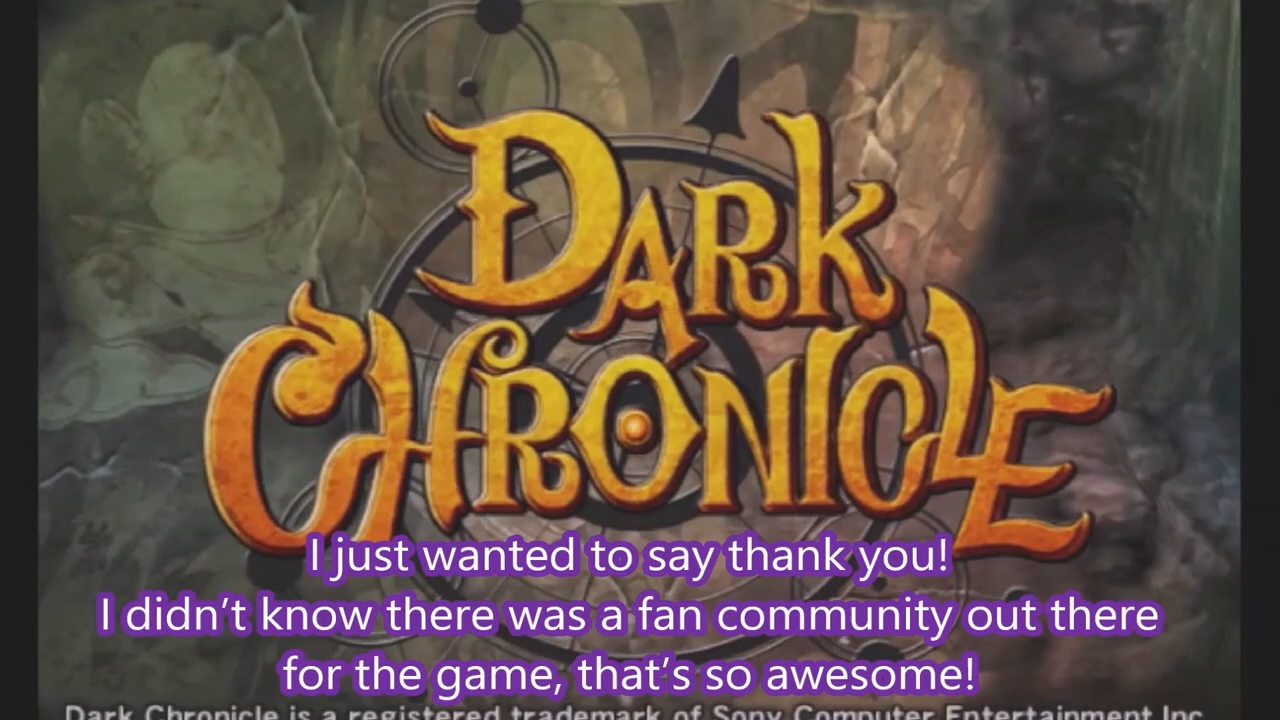 DARK
CHRONICLE
I just wanted to say thank you!
I didn’t know there was a fan community out there
for the game, that’s so awesome!
Dark Chronicle is a registered trademark of Sony Computer Entertainment Inc